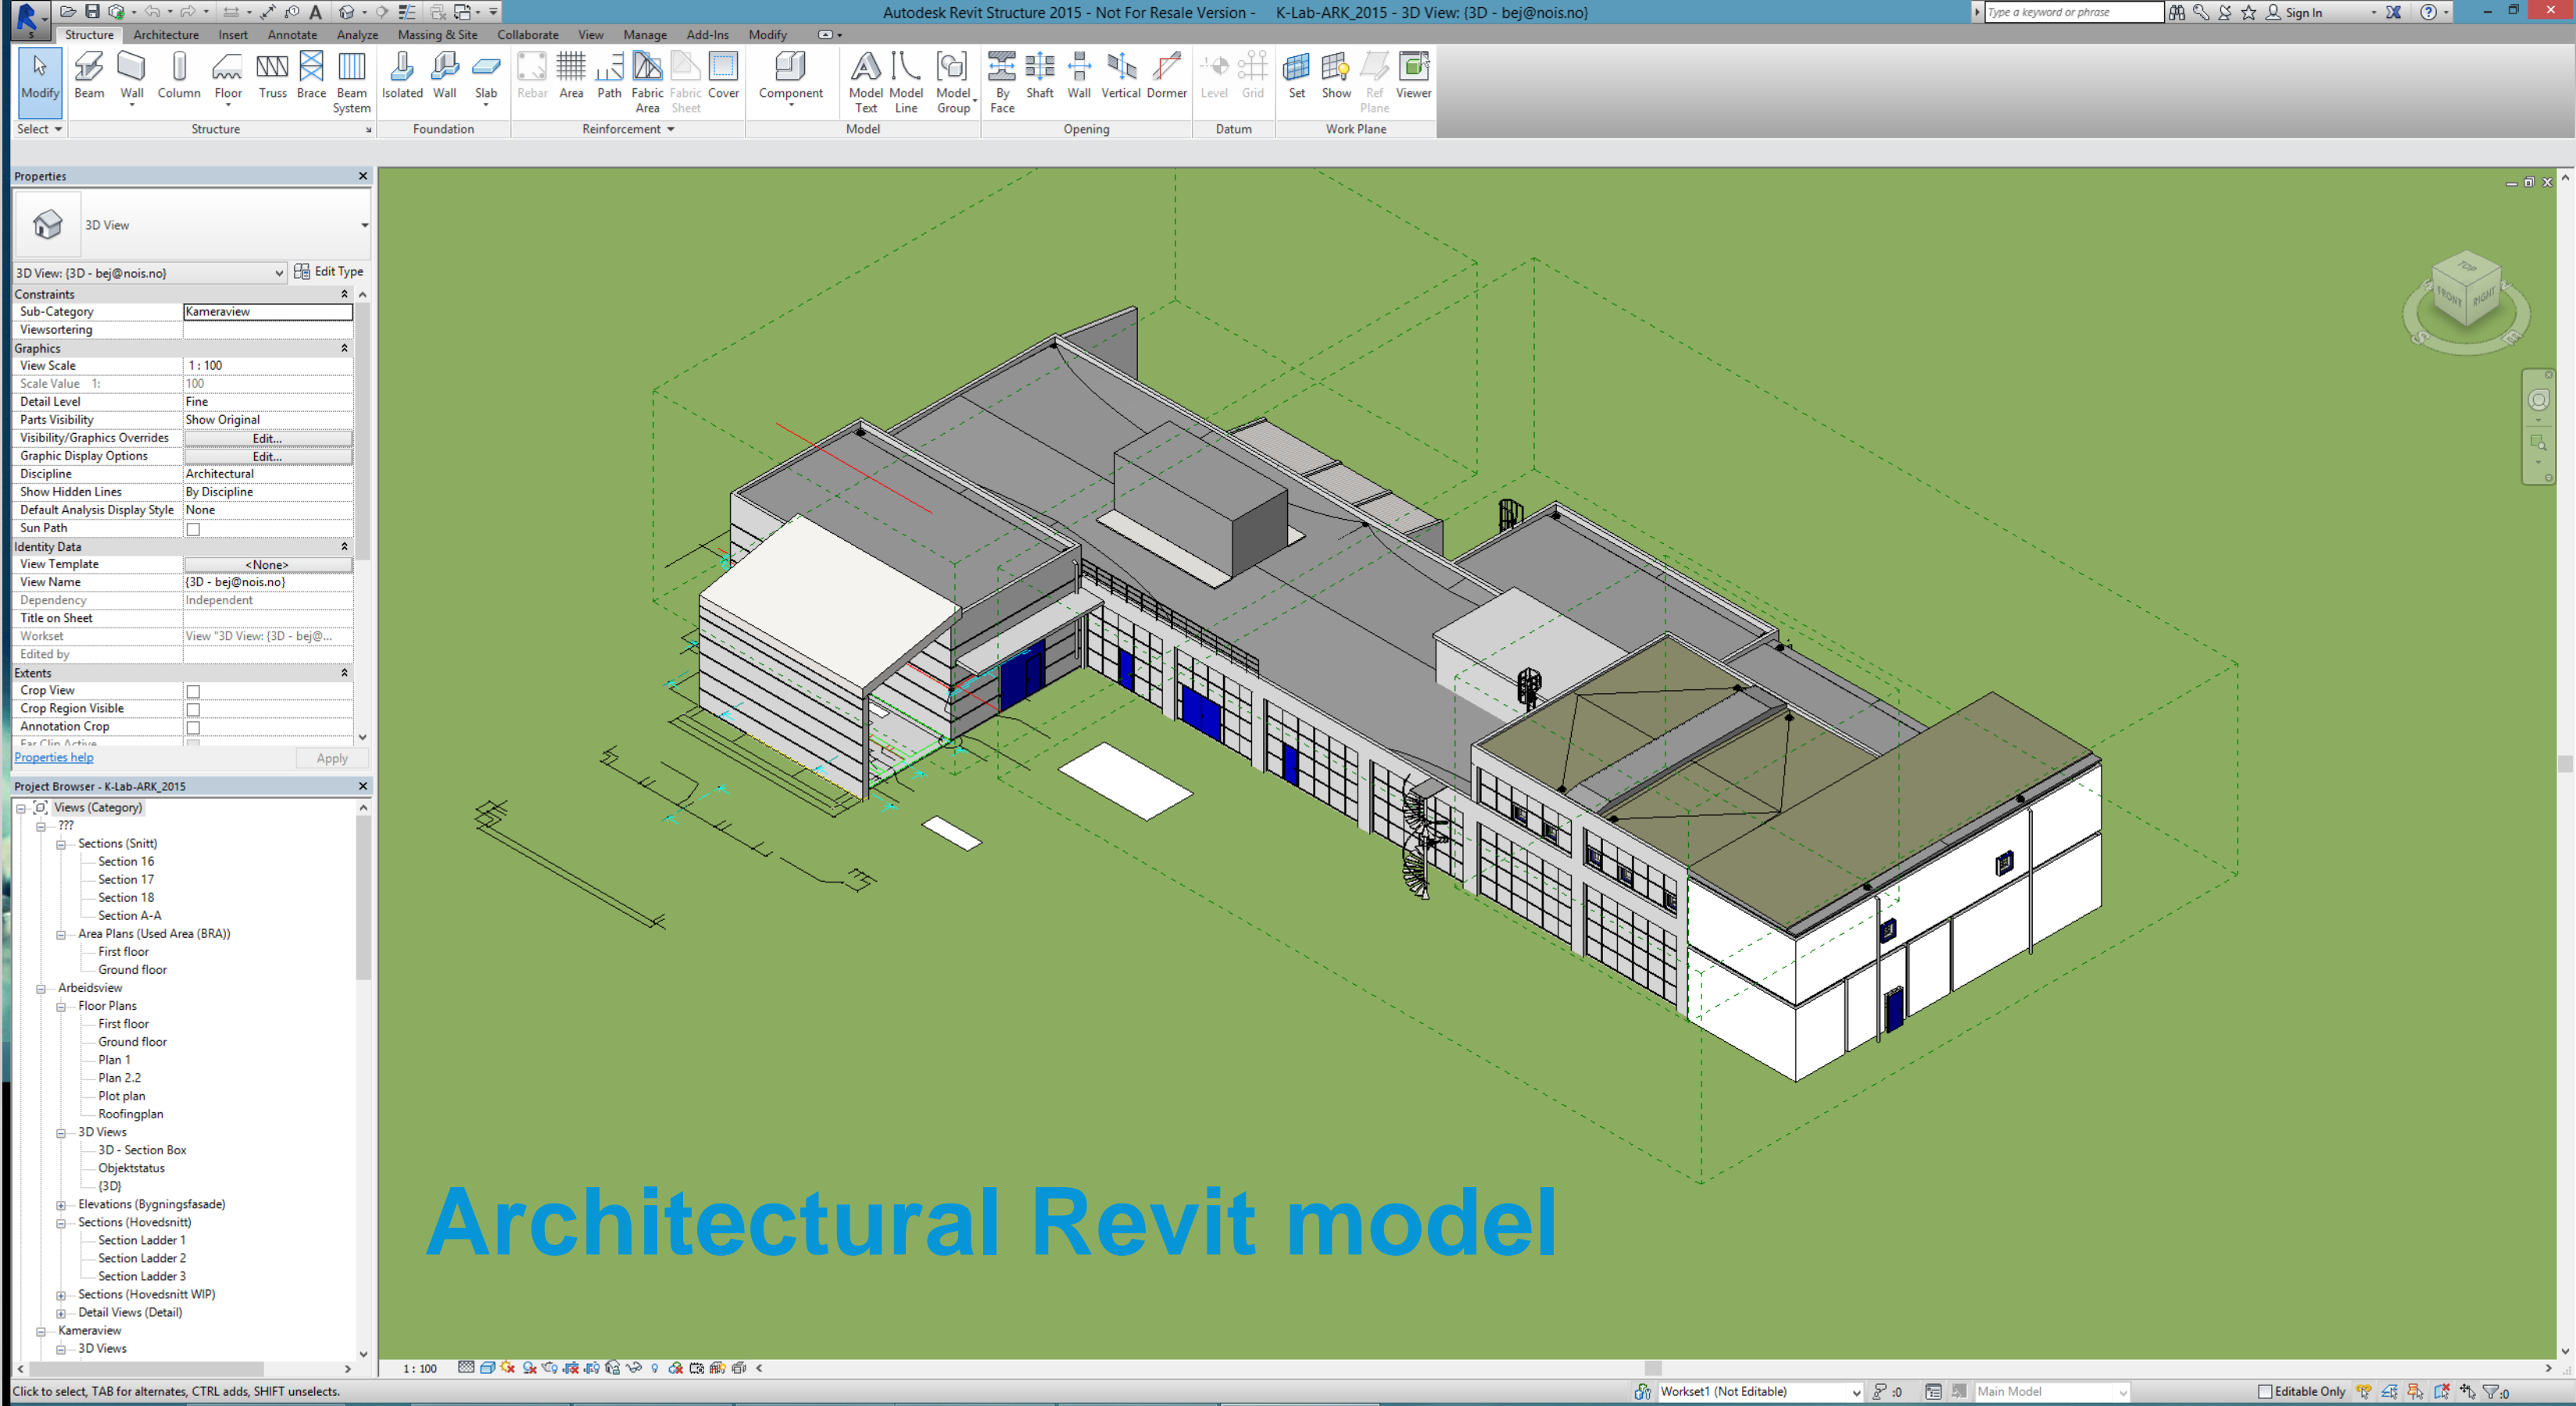 Autodesk Revit Structure 2015 - Not For Resale Version - K-Lab-ARK_2015 - 3D View: {3D - bej@nois.no}
Type a keyword or phrase
Sign In
Structure Architecture Insert Annotate Analyze Massing & Site Collaborate View Manage Add-Ins Modify
Modify Beam Wall Column Floor Truss Brace Beam System Isolated Wall Slab Rebar Area Path Fabric Area Fabric Sheet Cover Component Model Text Model Line Model Group By Face Shaft Wall Vertical Dormer Level Grid Set Show Ref Plane Viewer
Select Structure Foundation Reinforcement Model Opening Datum Work Plane
Properties
3D View
3D View: {3D - bej@nois.no} Edit Type
Constraints
Sub-Category Kameraview
Viewsortering
Graphics
View Scale 1 : 100
Scale Value 1: 100
Detail Level Fine
Parts Visibility Show Original
Visibility/Graphics Overrides Edit...
Graphic Display Options Edit...
Discipline Architectural
Show Hidden Lines By Discipline
Default Analysis Display Style None
Sun Path
Identity Data
View Template <None>
View Name {3D - bej@nois.no}
Dependency Independent
Title on Sheet
Workset View "3D View: {3D - bej@...
Edited by
Extents
Crop View
Crop Region Visible
Annotation Crop
Far Clip Active
Properties help Apply
Project Browser - K-Lab-ARK_2015
Views (Category)
???
Sections (Snitt)
Section 16
Section 17
Section 18
Section A-A
Area Plans (Used Area (BRA))
First floor
Ground floor
Arbeidsview
Floor Plans
First floor
Ground floor
Plan 1
Plan 2.2
Plot plan
Roofingplan
3D Views
3D - Section Box
Objektstatus
{3D}
Elevations (Bygningsfasade)
Sections (Hovedsnitt)
Section Ladder 1
Section Ladder 2
Section Ladder 3
Sections (Hovedsnitt WIP)
Detail Views (Detail)
Kameraview
3D Views
TOP
FRONT RIGHT
Architectural Revit model
1 : 100
Click to select, TAB for alternates, CTRL adds, SHIFT unselects.
Workset1 (Not Editable) :0 Main Model Editable Only :0